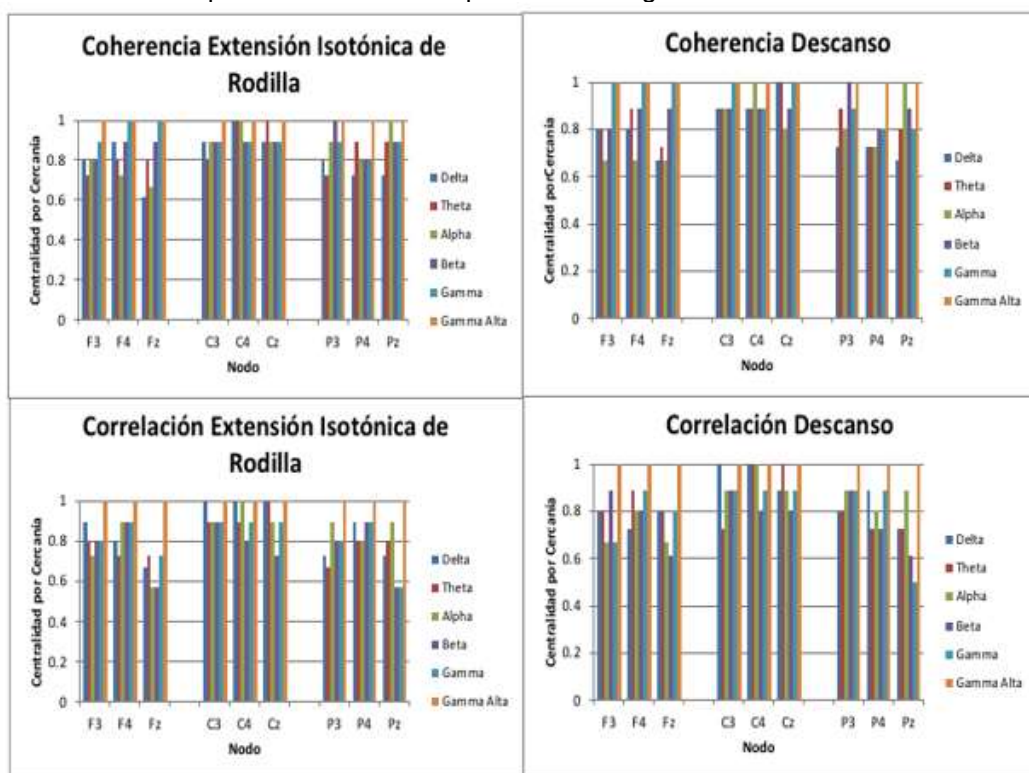 Coherencia Extensión Isotónica de
Rodilla
Centralidad por Cercanía
1
0.8
0.6
0.4
0.2
0
F3 F4 Fz C3 C4 Cz P3 P4 Pz
Nodo
Delta
Theta
Alpha
Beta
Gamma
Gamma Alta
Coherencia Descanso
Centralidad porCercanía
1
0.8
0.6
0.4
0.2
0
F3 F4 Fz C3 C4 Cz P3 P4 Pz
Nodo
Delta
Theta
Alpha
Beta
Gamma
Gamma Alta
Correlación Extensión Isotónica de
Rodilla
Centralidad por Cercanía
1
0.8
0.6
0.4
0.2
0
F3 F4 Fz C3 C4 Cz P3 P4 Pz
Nodo
Delta
Theta
Alpha
Beta
Gamma
Gamma Alta
Correlación Descanso
Centralidad por Cercanía
1
0.8
0.6
0.4
0.2
0
F3 F4 Fz C3 C4 Cz P3 P4 Pz
Nodo
Delta
Theta
Alpha
Beta
Gamma
Gamma Alta